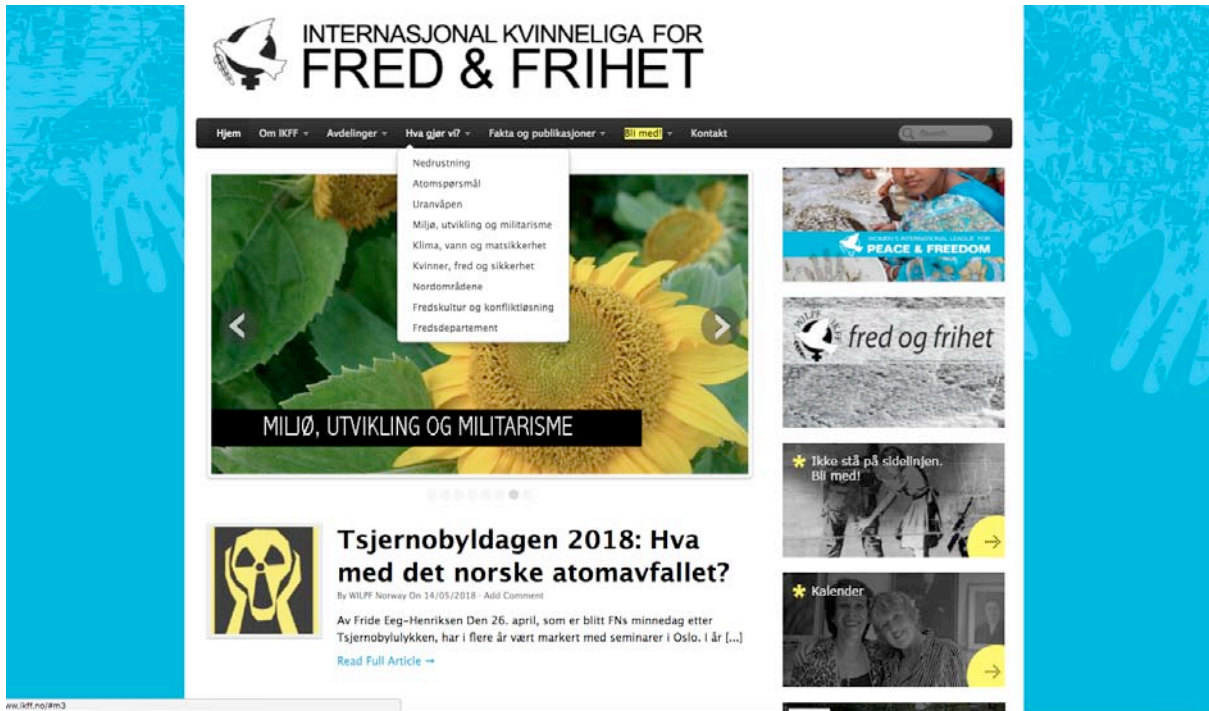 INTERNASJONAL KVINNELIGA FOR
FRED & FRIHET
Hjem Om IKFF Avdelinger Hva gjør vi? Fakta og publikasjoner Bli med! Kontakt Search
Nedrustning
Atomspørsmål
Uranvåpen
Miljø, utvikling og militarisme
Klima, vann og matsikkerhet
Kvinner, fred og sikkerhet
Nordområdene
Fredskultur og konfliktløsning
Fredsdepartement
MILJØ, UTVIKLING OG MILITARISME
WOMEN'S INTERNATIONAL LEAGUE FOR
PEACE & FREEDOM
WILPF IKFF
fred og frihet
* Ikke stå på sidelinjen.
Bli med!
* Kalender
Tsjernobyldagen 2018: Hva
med det norske atomavfallet?
By WILPF Norway On 14/05/2018 · Add Comment
Av Fride Eeg-Henriksen Den 26. april, som er blitt FNs minnedag etter
Tsjernobylulykken, har i flere år vært markert med seminarer i Oslo. I år [...]
Read Full Article →
ww.ikff.no/#m3